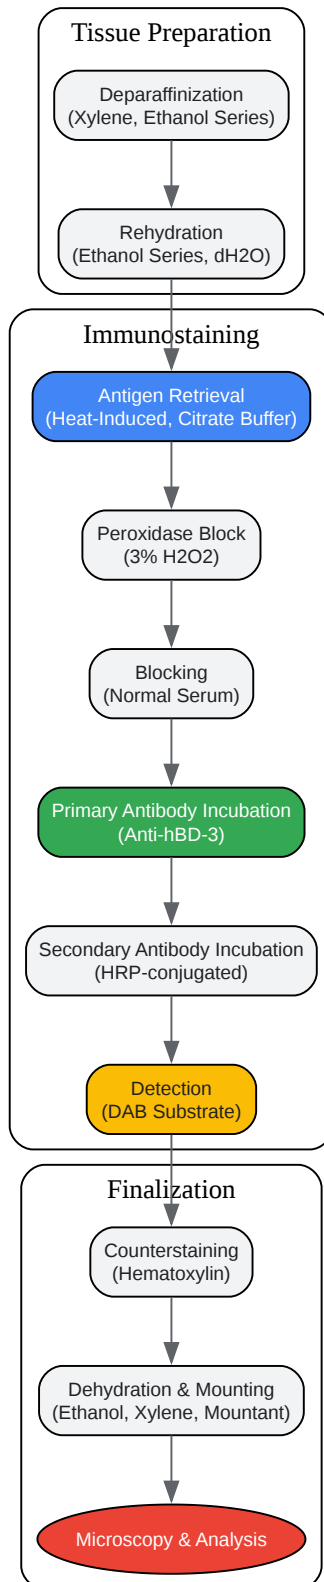 Tissue Preparation
Deparaffinization
(Xylene, Ethanol Series)
Rehydration
(Ethanol Series, dH2O)
Immunostaining
Antigen Retrieval
(Heat-Induced, Citrate Buffer)
Peroxidase Block
(3% H2O2)
Blocking
(Normal Serum)
Primary Antibody Incubation
(Anti-hBD-3)
Secondary Antibody Incubation
(HRP-conjugated)
Detection
(DAB Substrate)
Finalization
Counterstaining
(Hematoxylin)
Dehydration & Mounting
(Ethanol, Xylene, Mountant)
Microscopy & Analysis